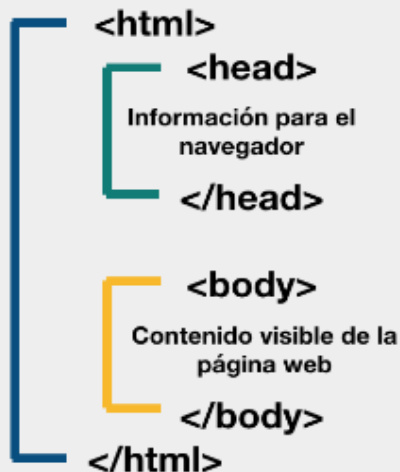 <html>
<head>
Información para el
navegador
</head>
<body>
Contenido visible de la
página web
</body>
</html>